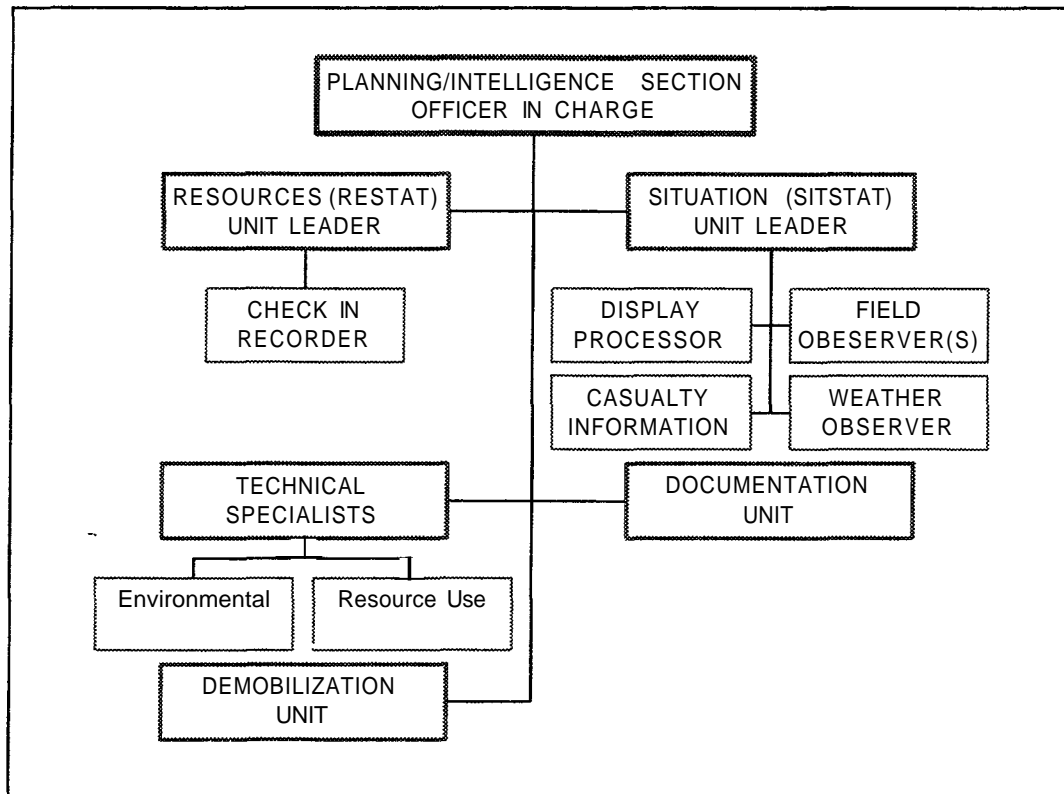 PLANNING/INTELLIGENCE SECTION
OFFICER IN CHARGE
RESOURCES (RESTAT)
UNIT LEADER
SITUATION (SITSTAT)
UNIT LEADER
CHECK IN
RECORDER
DISPLAY
PROCESSOR
FIELD
OBESERVER(S)
CASUALTY
INFORMATION
WEATHER
OBSERVER
TECHNICAL
SPECIALISTS
DOCUMENTATION
UNIT
Environmental
Resource Use
DEMOBILIZATION
UNIT